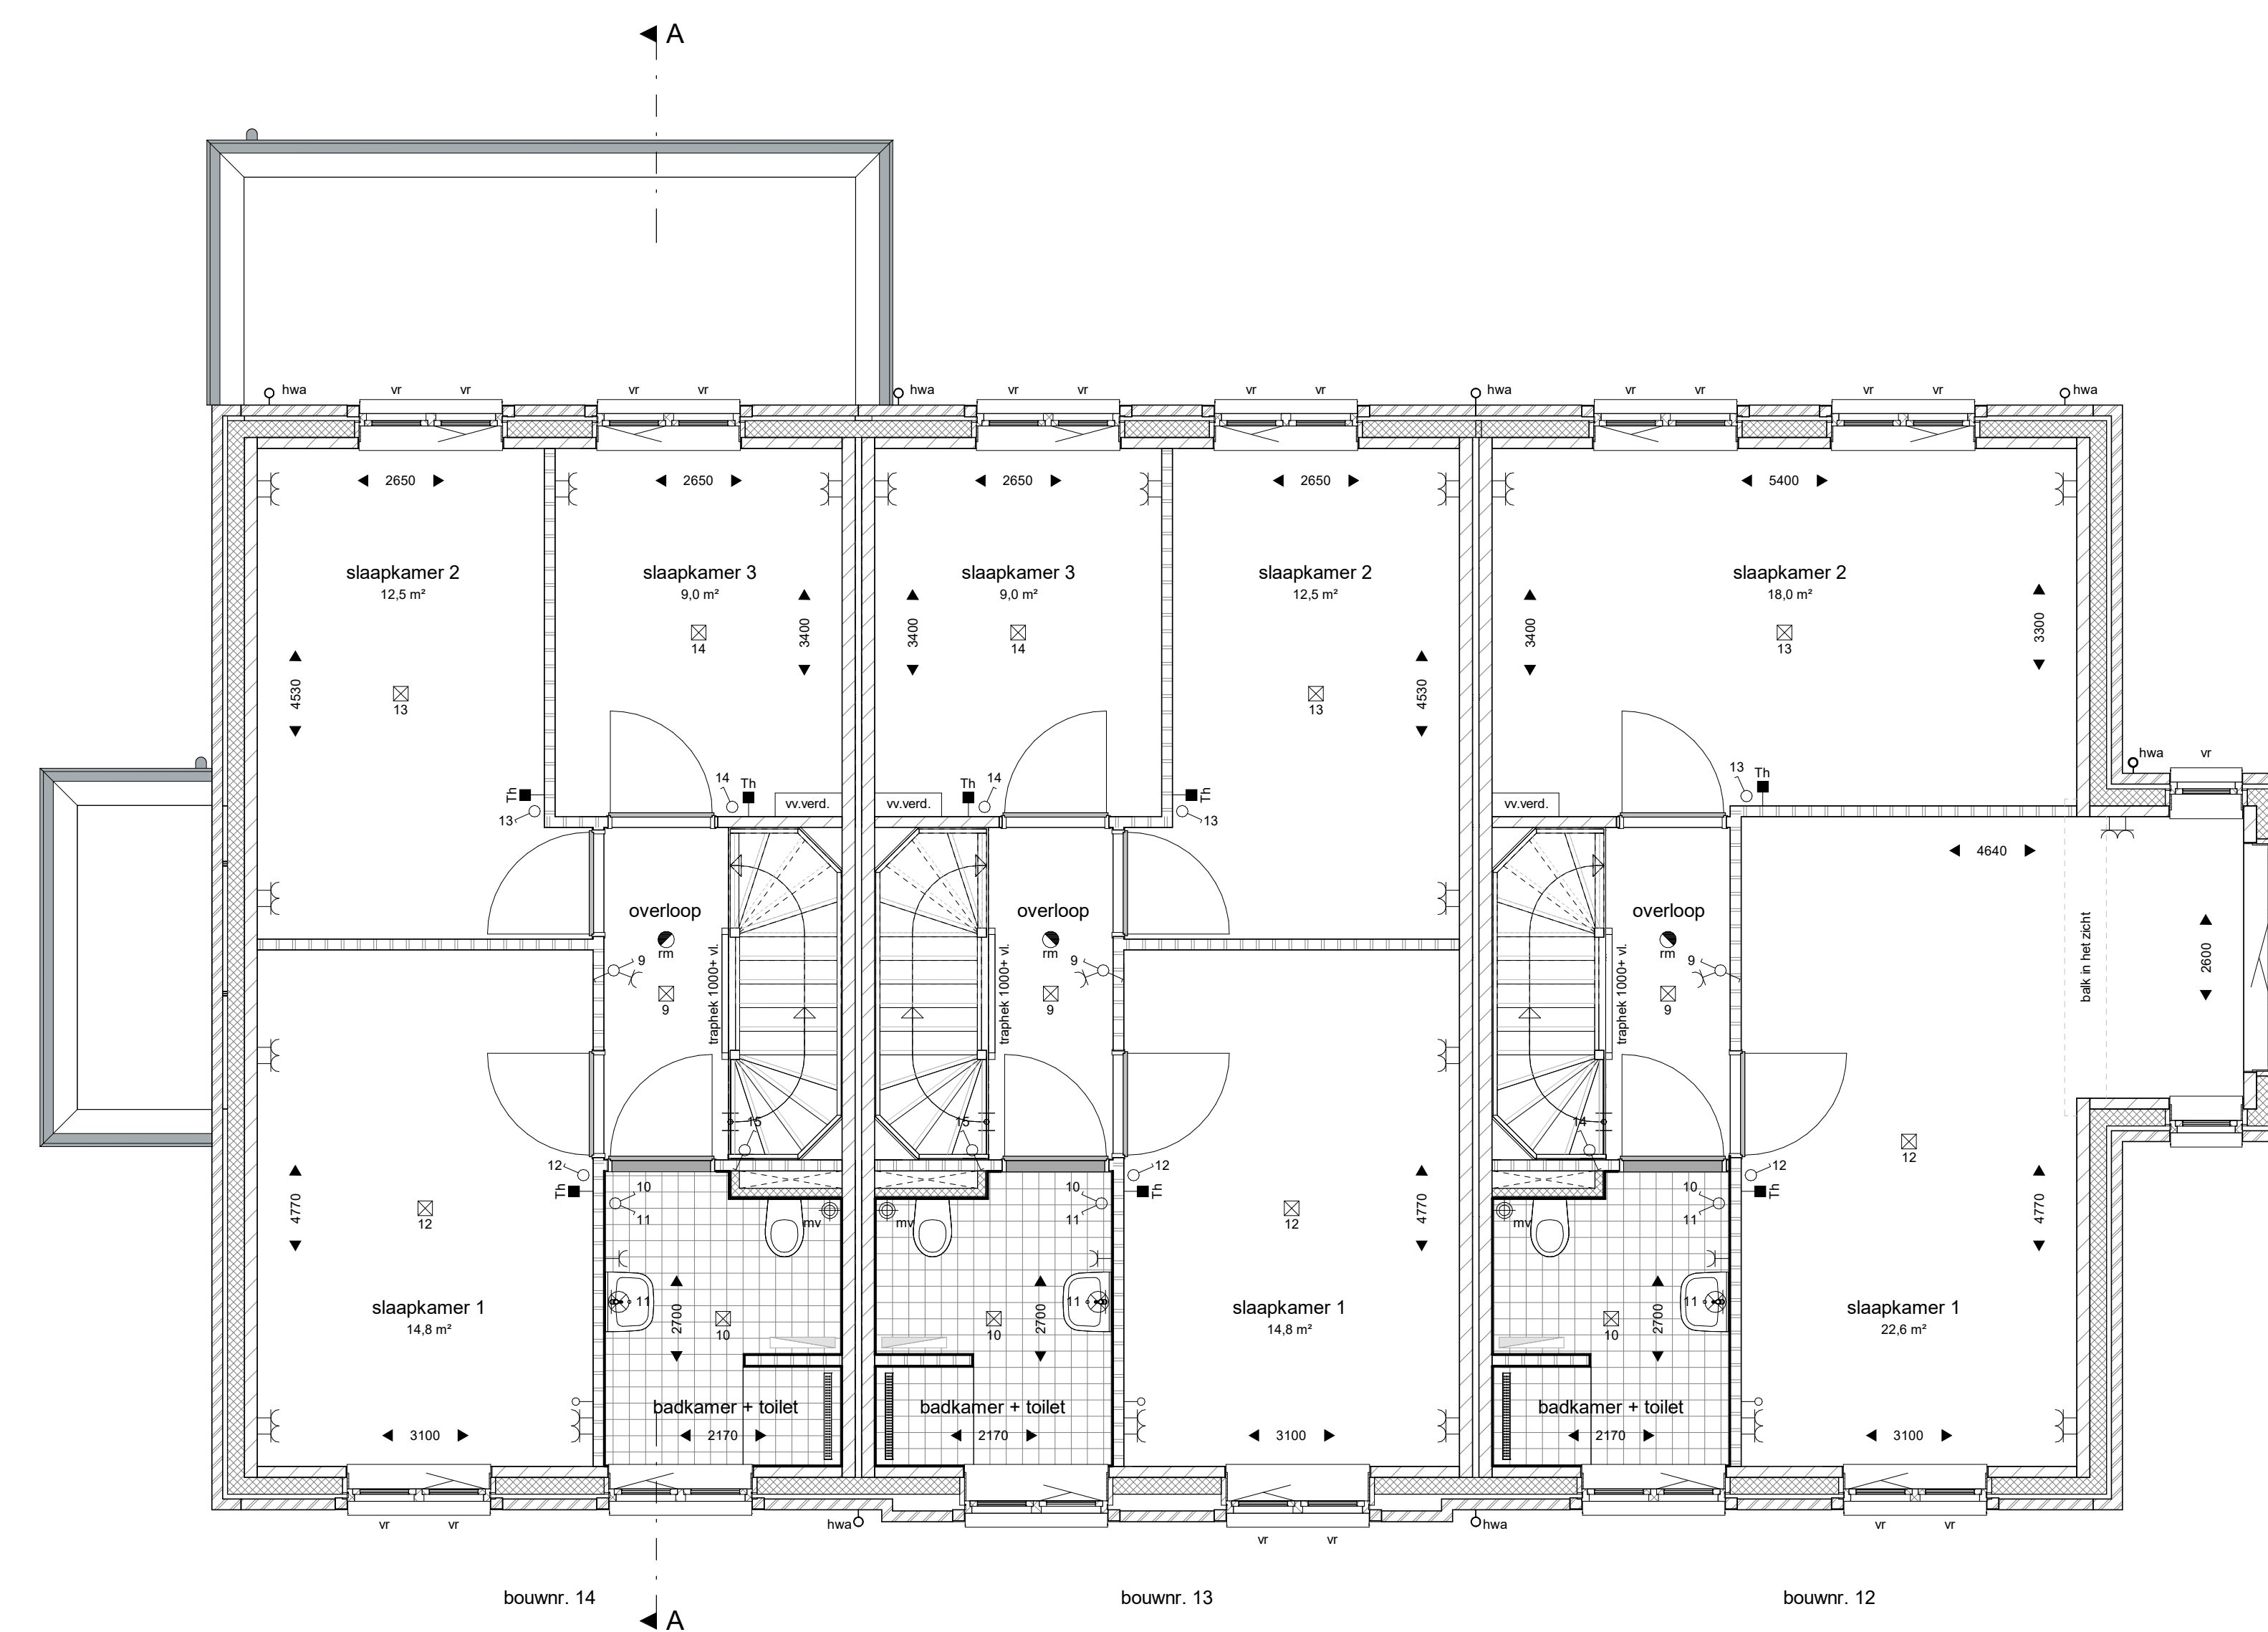 A
hwa vr vr vr vr hwa vr vr vr vr hwa vr vr vr vr hwa
2650 2650 2650 2650 5400
slaapkamer 2 slaapkamer 3 slaapkamer 3 slaapkamer 2 slaapkamer 2
12,5 m² 9,0 m² 9,0 m² 12,5 m² 18,0 m²
3400 3400 3400 3300
14 14 13
4530 13 13 4530
hwa vr
13 Th
14 Th Th 14
Th vv.verd. vv.verd. Th vv.verd.
13 13
4640
overloop overloop overloop
rm rm rm
9 9 9
traphek 1000+ vl. traphek 1000+ vl. traphek 1000+ vl.
balk in het zicht
2600
9 9 9
15 15 14
12 12 12
12 12 12
Th 10 10 Th 10 Th
11 mv mv 11 mv 11
4770 12 12 4770 4770
slaapkamer 1 11 11 slaapkamer 1 11 slaapkamer 1
14,8 m² 14,8 m² 22,6 m²
2700 10 10 2700 10 2700
badkamer + toilet badkamer + toilet badkamer + toilet
3100 2170 2170 3100 2170 3100
vr vr hwa vr vr hwa vr vr
bouwnr. 14 bouwnr. 13 bouwnr. 12
A